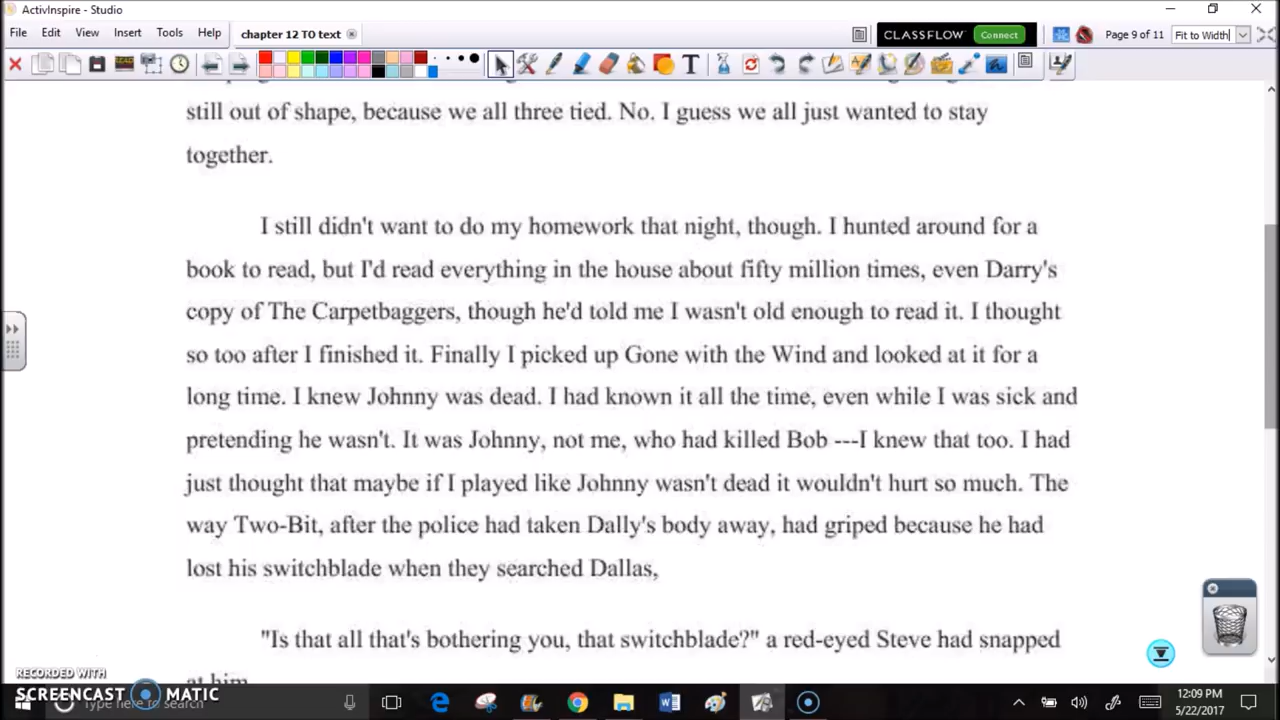 ActivInspire - Studio
File Edit View Insert Tools Help
chapter 12 TO text
CLASSFLOW Connect
Page 9 of 11
Fit to Width
still out of shape, because we all three tied. No. I guess we all just wanted to stay
together.
I still didn't want to do my homework that night, though. I hunted around for a
book to read, but I'd read everything in the house about fifty million times, even Darry's
copy of The Carpetbaggers, though he'd told me I wasn't old enough to read it. I thought
so too after I finished it. Finally I picked up Gone with the Wind and looked at it for a
long time. I knew Johnny was dead. I had known it all the time, even while I was sick and
pretending he wasn't. It was Johnny, not me, who had killed Bob ---I knew that too. I had
just thought that maybe if I played like Johnny wasn't dead it wouldn't hurt so much. The
way Two-Bit, after the police had taken Dally's body away, had griped because he had
lost his switchblade when they searched Dallas,
"Is that all that's bothering you, that switchblade?" a red-eyed Steve had snapped
at him
RECORDED WITH
SCREENCAST MATIC
Type here to search
12:09 PM
5/22/2017